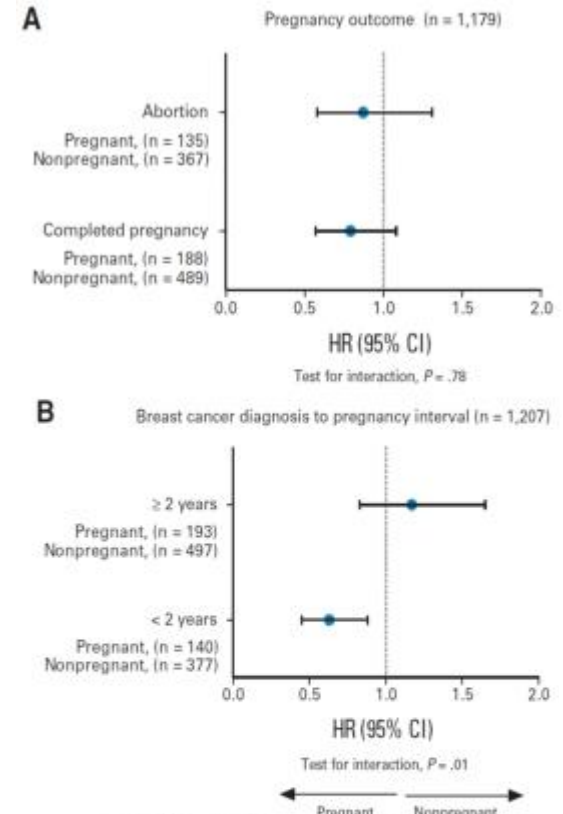 A
Pregnancy outcome (n = 1,179)
Abortion
Pregnant, (n = 135)
Nonpregnant, (n = 367)
Completed pregnancy
Pregnant, (n = 188)
Nonpregnant, (n = 489)
0.0 0.5 1.0 1.5 2.0
HR (95% CI)
Test for interaction, P = .78
B
Breast cancer diagnosis to pregnancy interval (n = 1,207)
≥ 2 years
Pregnant, (n = 193)
Nonpregnant, (n = 497)
< 2 years
Pregnant, (n = 140)
Nonpregnant, (n = 377)
0.0 0.5 1.0 1.5 2.0
HR (95% CI)
Test for interaction, P = .01
Pregnant Nonpregnant